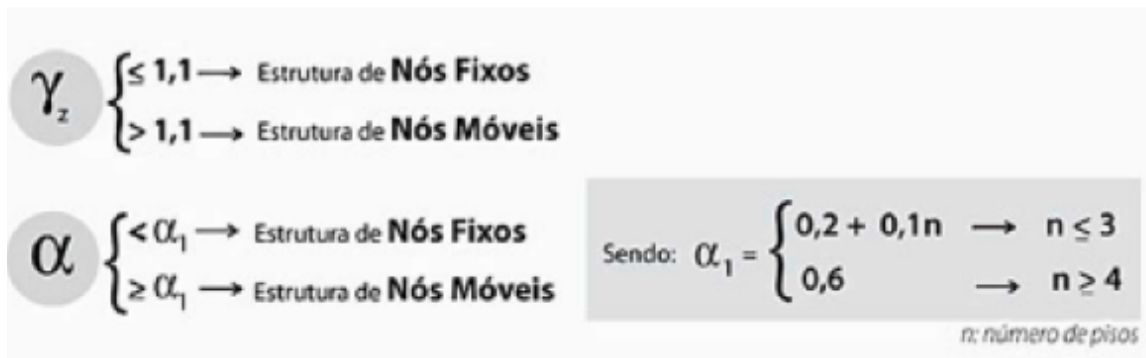 γz { ≤ 1,1 → Estrutura de Nós Fixos
> 1,1 → Estrutura de Nós Móveis
α { < α1 → Estrutura de Nós Fixos
≥ α1 → Estrutura de Nós Móveis
Sendo: α1 = { 0,2 + 0,1n → n ≤ 3
0,6 → n ≥ 4
n: número de pisos